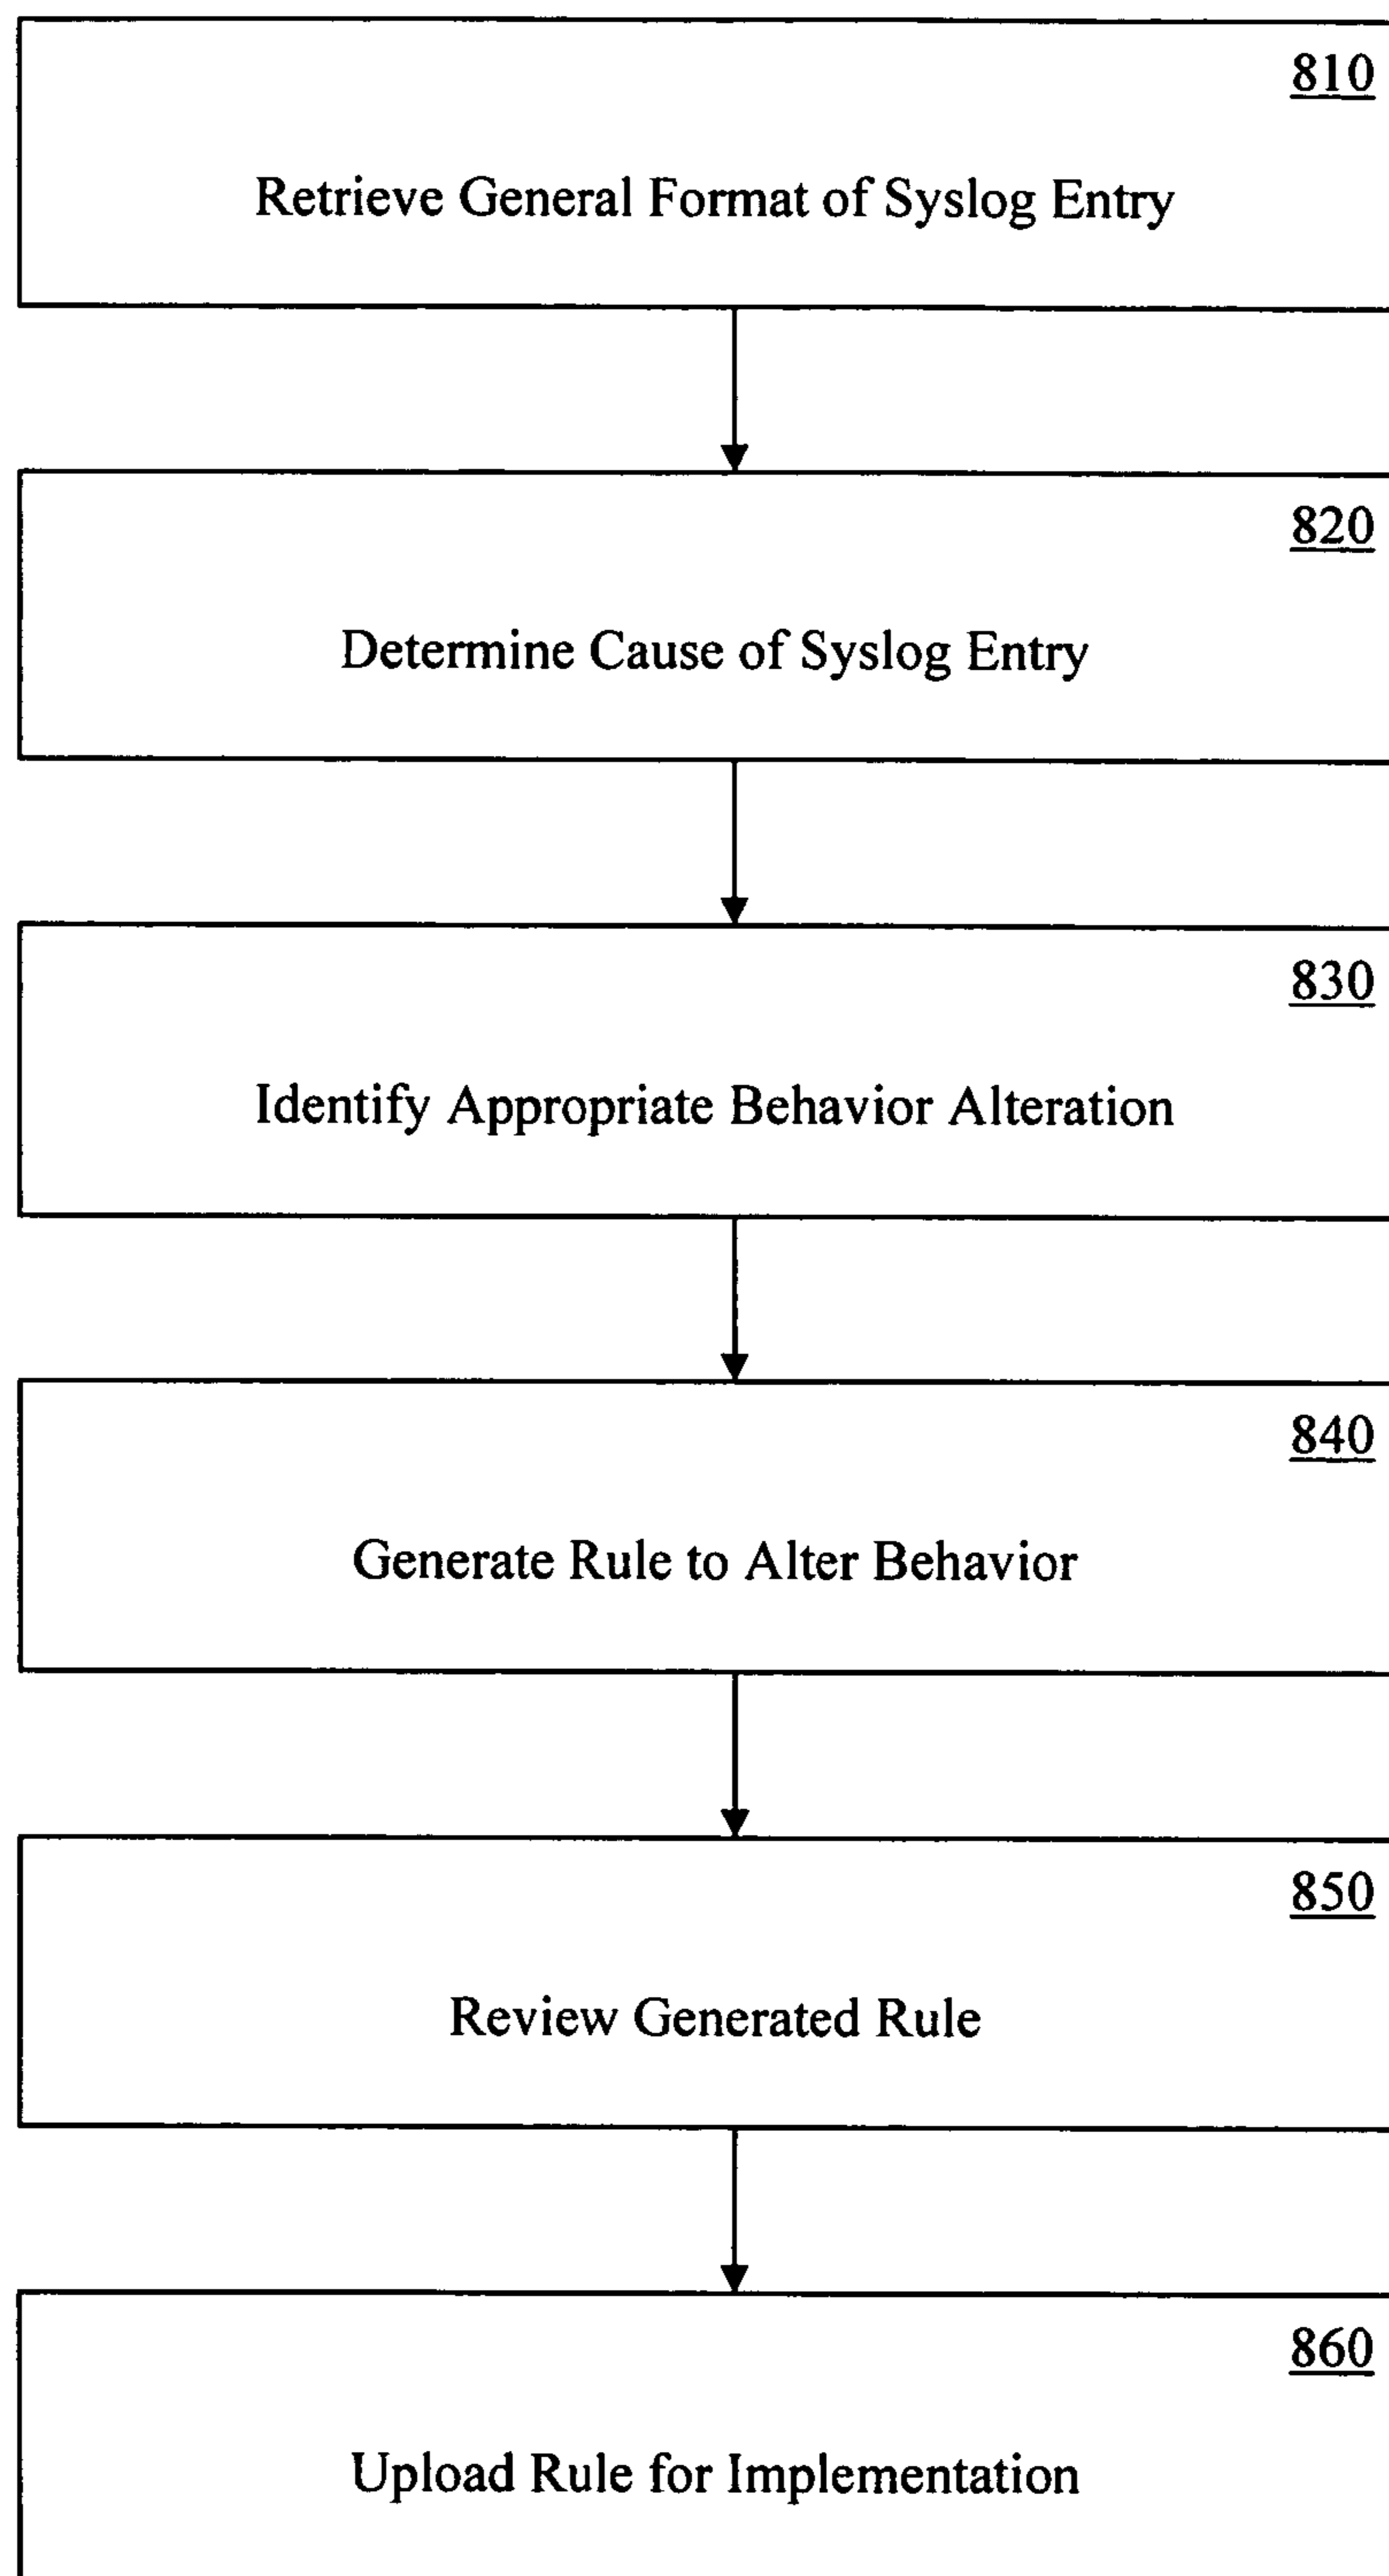 810
Retrieve General Format of Syslog Entry
820
Determine Cause of Syslog Entry
830
Identify Appropriate Behavior Alteration
840
Generate Rule to Alter Behavior
850
Review Generated Rule
860
Upload Rule for Implementation